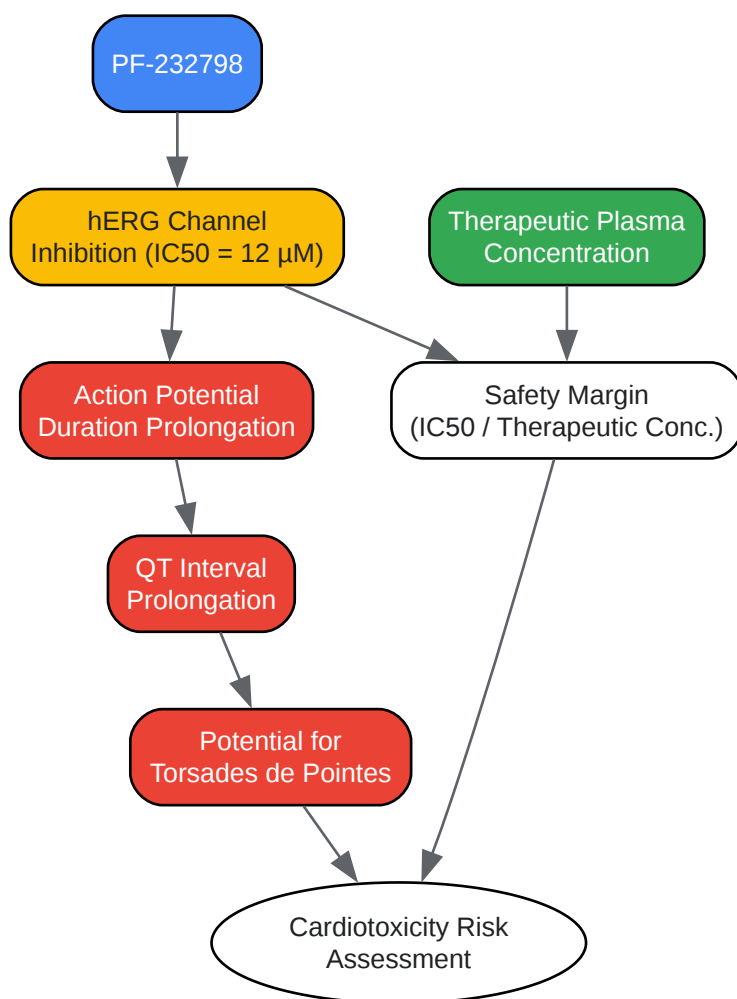 PF-232798
hERG Channel
Inhibition (IC50 = 12 µM)
Therapeutic Plasma
Concentration
Action Potential
Duration Prolongation
Safety Margin
(IC50 / Therapeutic Conc.)
QT Interval
Prolongation
Potential for
Torsades de Pointes
Cardiotoxicity Risk
Assessment